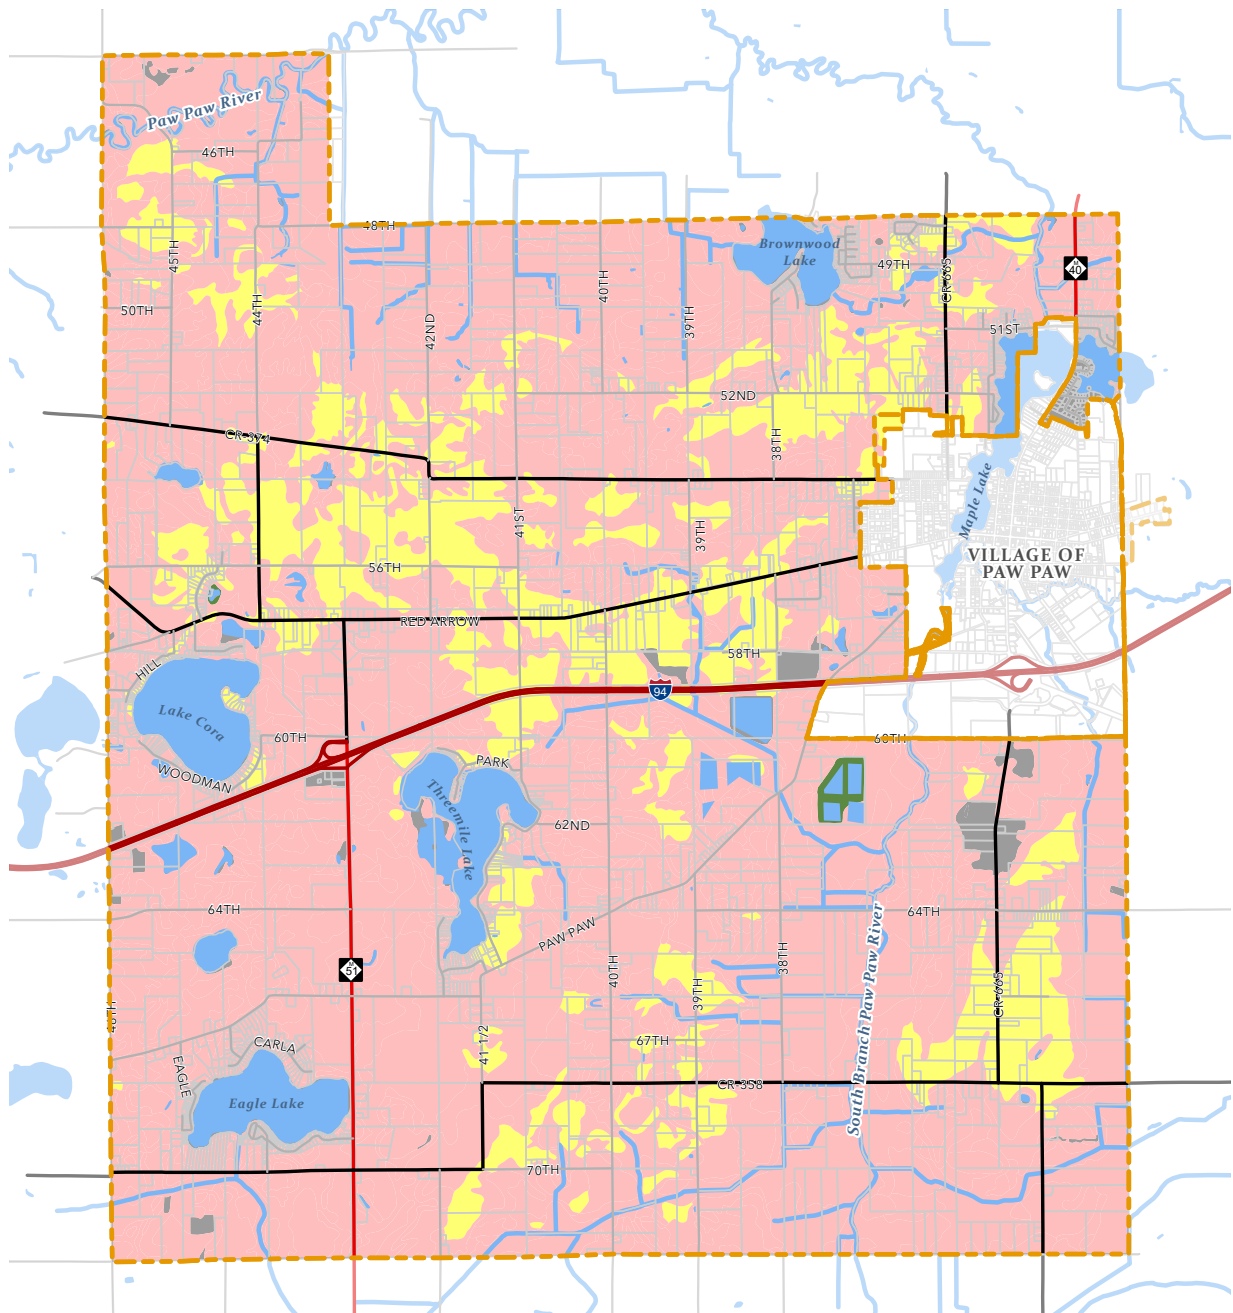 Paw Paw River
46TH
48TH
45TH
Brownwood
Lake
49TH
CR-665
M
40
50TH
44TH
42ND
40TH
39TH
51ST
52ND
38TH
CR-374
41ST
39TH
Maple Lake
VILLAGE OF
PAW PAW
56TH
RED ARROW
58TH
HILL
94
Lake Cora
60TH
60TH
WOODMAN
PARK
Threemile Lake
62ND
64TH
64TH
PAW PAW
South Branch Paw Paw River
M
51
40TH
39TH
38TH
CR-665
46TH
41 1/2
67TH
CARLA
EAGLE
CR-358
Eagle Lake
70TH